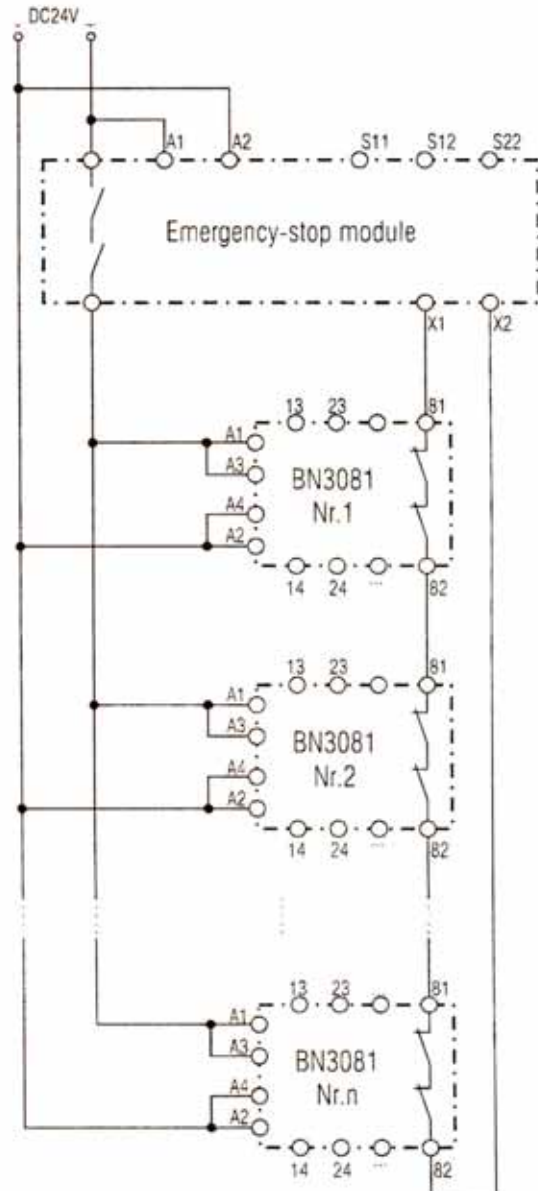 DC24V
A1 A2 S11 S12 S22
Emergency-stop module
X1 X2
13 23 81
A1
A3
BN3081
Nr.1
A4
A2
14 24 ... 82
13 23 81
A1
A3
BN3081
Nr.2
A4
A2
14 24 ... 82
13 23 81
A1
A3
BN3081
Nr.n
A4
A2
14 24 ... 82